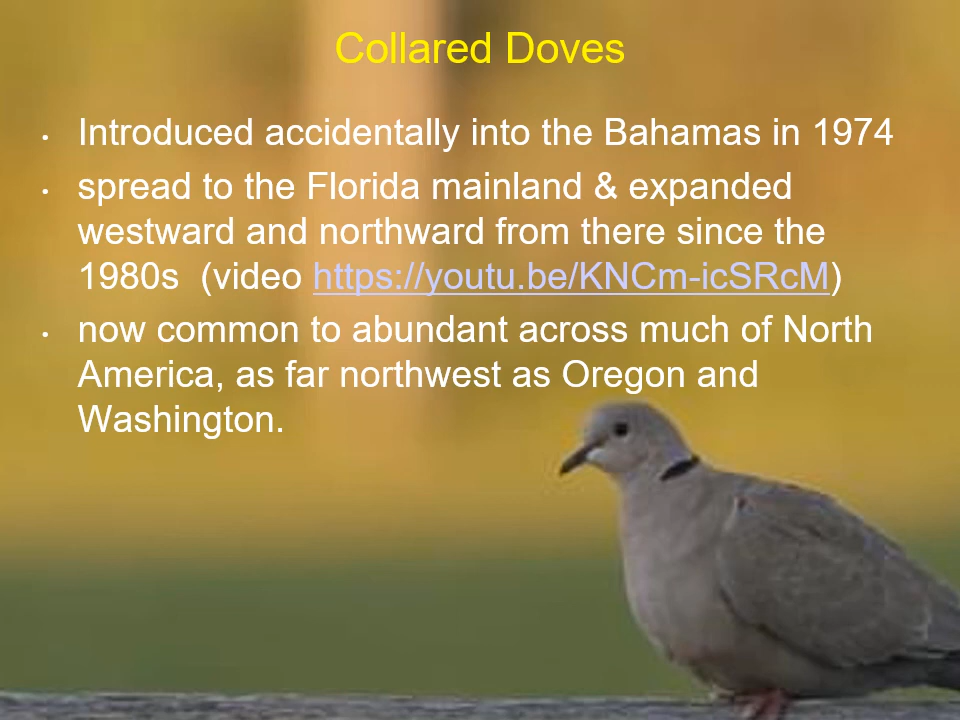 Collared Doves
• Introduced accidentally into the Bahamas in 1974
• spread to the Florida mainland & expanded
westward and northward from there since the
1980s  (video https://youtu.be/KNCm-icSRcM)
• now common to abundant across much of North
America, as far northwest as Oregon and
Washington.